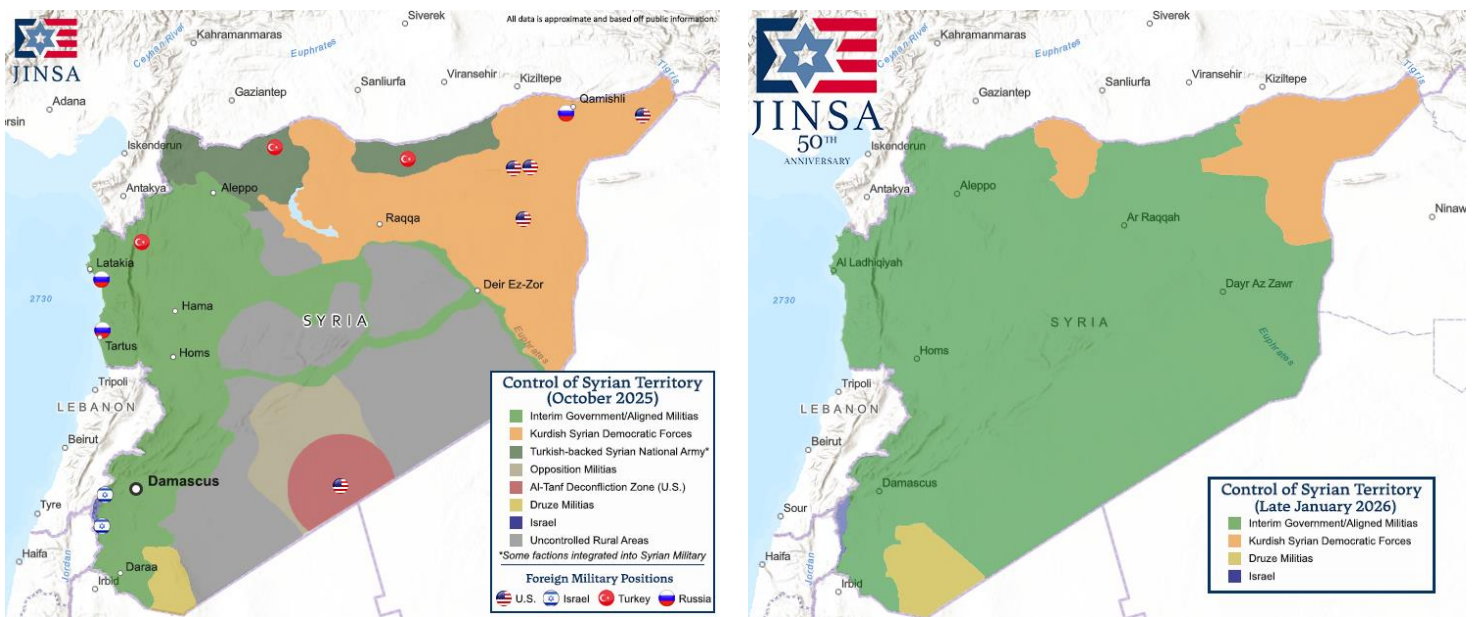 All data is approximate and based off public information.
JINSA
Siverek
Kahramanmaras
Ceyhan River
Euphrates
Tigris
Adana
ersin
Gaziantep
Sanliurfa
Viransehir
Kiziltepe
Qamishli
Iskenderun
Antakya
Aleppo
Raqqa
Latakia
2730
Hama
SYRIA
Deir Ez-Zor
Tartus
Homs
Euphrates
Tripoli
LEBANON
Beirut
Damascus
Tyre
Haifa
Jordan
Irbid
Daraa
Control of Syrian Territory
(October 2025)
Interim Government/Aligned Militias
Kurdish Syrian Democratic Forces
Turkish-backed Syrian National Army*
Opposition Militias
Al-Tanf Deconfliction Zone (U.S.)
Druze Militias
Israel
Uncontrolled Rural Areas
*Some factions integrated into Syrian Military
Foreign Military Positions
U.S. Israel Turkey Russia
JINSA
50TH
ANNIVERSARY
Siverek
Kahramanmaras
Ceyhan River
Euphrates
Tigris
Adana
Gaziantep
Sanliurfa
Viransehir
Kiziltepe
Iskenderun
Antakya
Aleppo
Ar Raqqah
Ninaw
Al Ladhiqiyah
2730
Dayr Az Zawr
SYRIA
Homs
Euphrates
Tripoli
LEBANON
Beirut
Damascus
Sour
Haifa
Jordan
Irbid
Control of Syrian Territory
(Late January 2026)
Interim Government/Aligned Militias
Kurdish Syrian Democratic Forces
Druze Militias
Israel